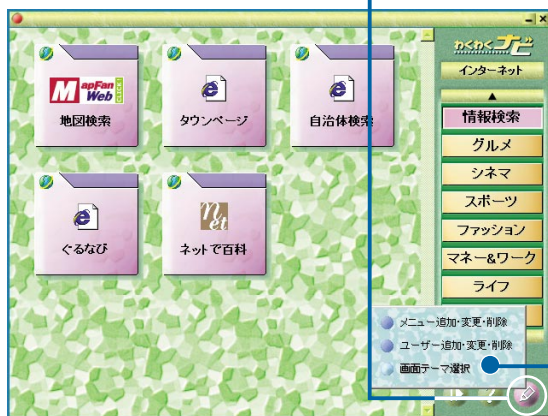 わくわくナビ
インターネット
MapFan Web CLICK!
地図検索
タウンページ
自治体検索
ぐるなび
net
ネットで百科
▲
情報検索
グルメ
シネマ
スポーツ
ファッション
マネー&ワーク
ライフ
メニュー追加・変更・削除
ユーザー追加・変更・削除
画面テーマ選択
?